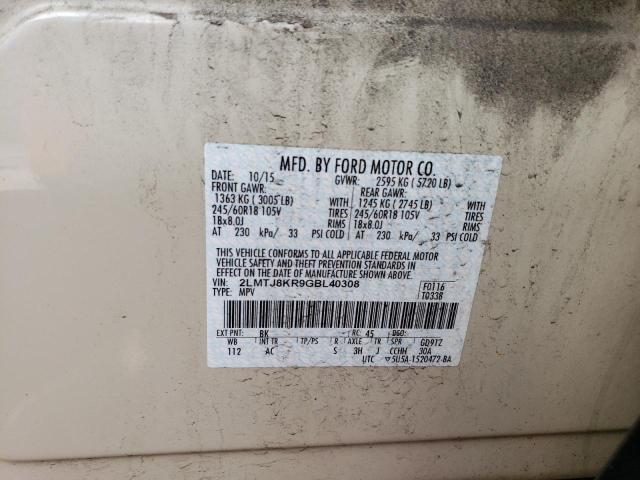 MFD. BY FORD MOTOR CO.
DATE: 10/15 GVWR: 2595 KG (5720 LB)
FRONT GAWR: REAR GAWR:
1363 KG (3005 LB) WITH 1245 KG (2745 LB) WITH
245/60R18 105V TIRES 245/60R18 105V TIRES
18x8.0J RIMS 18x8.0J RIMS
AT 230 kPa/ 33 PSI COLD AT 230 kPa/ 33 PSI COLD
THIS VEHICLE CONFORMS TO ALL APPLICABLE FEDERAL MOTOR
VEHICLE SAFETY AND THEFT PREVENTION STANDARDS IN
EFFECT ON THE DATE OF MANUFACTURE SHOWN ABOVE.
VIN: 2LMTJ8KR9GBL40308 F0116
TYPE: MPV T0338
EXT PNT: BK RC: 45 DSO:
WB INT TR TP/PS R AXLE TR SPR GD9TZ
112 AC S 3H J CCHH 30A
UTC ▽5U5A-1520472-BA